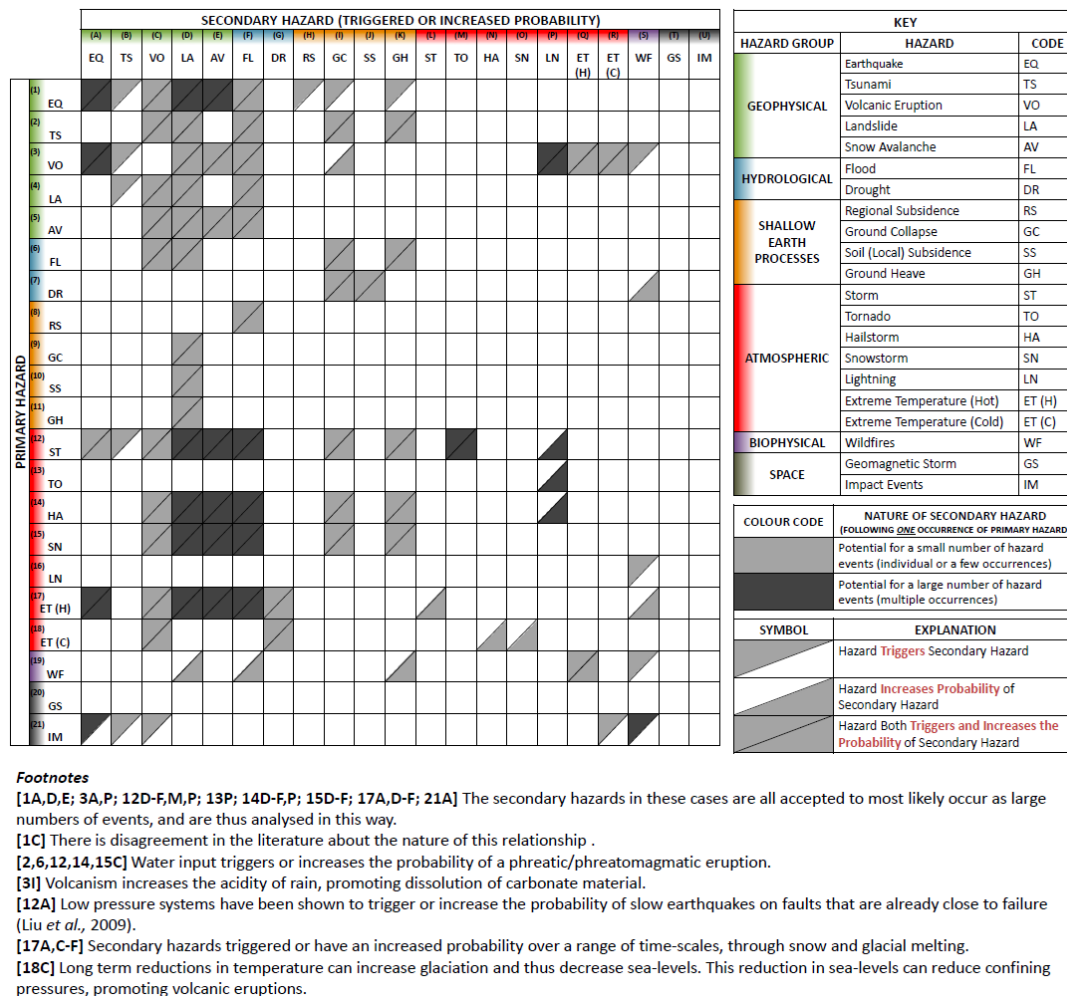 SECONDARY HAZARD (TRIGGERED OR INCREASED PROBABILITY)
(A) (B) (C) (D) (E) (F) (G) (H) (I) (J) (K) (L) (M) (N) (O) (P) (Q) (R) (S) (T) (U)
EQ TS VO LA AV FL DR RS GC SS GH ST TO HA SN LN ET (H) ET (C) WF GS IM
PRIMARY HAZARD
(1) EQ
(2) TS
(3) VO
(4) LA
(5) AV
(6) FL
(7) DR
(8) RS
(9) GC
(10) SS
(11) GH
(12) ST
(13) TO
(14) HA
(15) SN
(16) LN
(17) ET (H)
(18) ET (C)
(19) WF
(20) GS
(21) IM
KEY
HAZARD GROUP HAZARD CODE
GEOPHYSICAL
Earthquake EQ
Tsunami TS
Volcanic Eruption VO
Landslide LA
Snow Avalanche AV
HYDROLOGICAL
Flood FL
Drought DR
SHALLOW
EARTH
PROCESSES
Regional Subsidence RS
Ground Collapse GC
Soil (Local) Subsidence SS
Ground Heave GH
ATMOSPHERIC
Storm ST
Tornado TO
Hailstorm HA
Snowstorm SN
Lightning LN
Extreme Temperature (Hot) ET (H)
Extreme Temperature (Cold) ET (C)
BIOPHYSICAL Wildfires WF
SPACE
Geomagnetic Storm GS
Impact Events IM
COLOUR CODE NATURE OF SECONDARY HAZARD
(FOLLOWING ONE OCCURRENCE OF PRIMARY HAZARD
Potential for a small number of hazard
events (individual or a few occurrences)
Potential for a large number of hazard
events (multiple occurrences)
SYMBOL EXPLANATION
Hazard Triggers Secondary Hazard
Hazard Increases Probability of
Secondary Hazard
Hazard Both Triggers and Increases the
Probability of Secondary Hazard
Footnotes
[1A,D,E; 3A,P; 12D-F,M,P; 13P; 14D-F,P; 15D-F; 17A,D-F; 21A] The secondary hazards in these cases are all accepted to most likely occur as large
numbers of events, and are thus analysed in this way.
[1C] There is disagreement in the literature about the nature of this relationship .
[2,6,12,14,15C] Water input triggers or increases the probability of a phreatic/phreatomagmatic eruption.
[3I] Volcanism increases the acidity of rain, promoting dissolution of carbonate material.
[12A] Low pressure systems have been shown to trigger or increase the probability of slow earthquakes on faults that are already close to failure
(Liu et al., 2009).
[17A,C-F] Secondary hazards triggered or have an increased probability over a range of time-scales, through snow and glacial melting.
[18C] Long term reductions in temperature can increase glaciation and thus decrease sea-levels. This reduction in sea-levels can reduce confining
pressures, promoting volcanic eruptions.